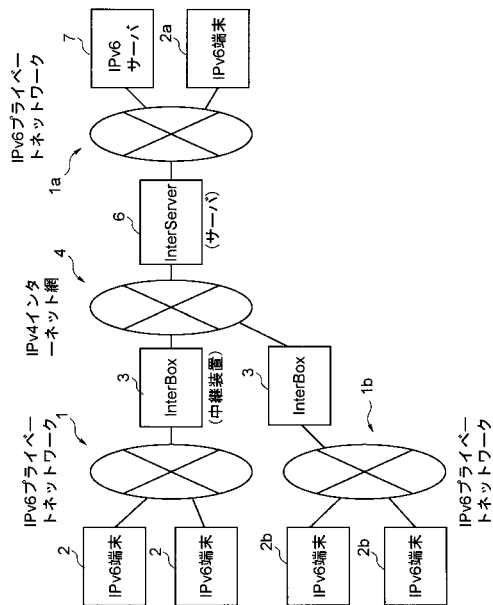 IPv6プライベー
トネットワーク
1
2
IPv6端末
2
IPv6端末
3
InterBox
(中継装置)
IPv4インタ
ーネット網
4
6
InterServer
(サーバ)
IPv6プライベー
トネットワーク
1a
7
IPv6
サーバ
2a
IPv6端末
3
InterBox
1b
IPv6プライベー
トネットワーク
2b
IPv6端末
2b
IPv6端末